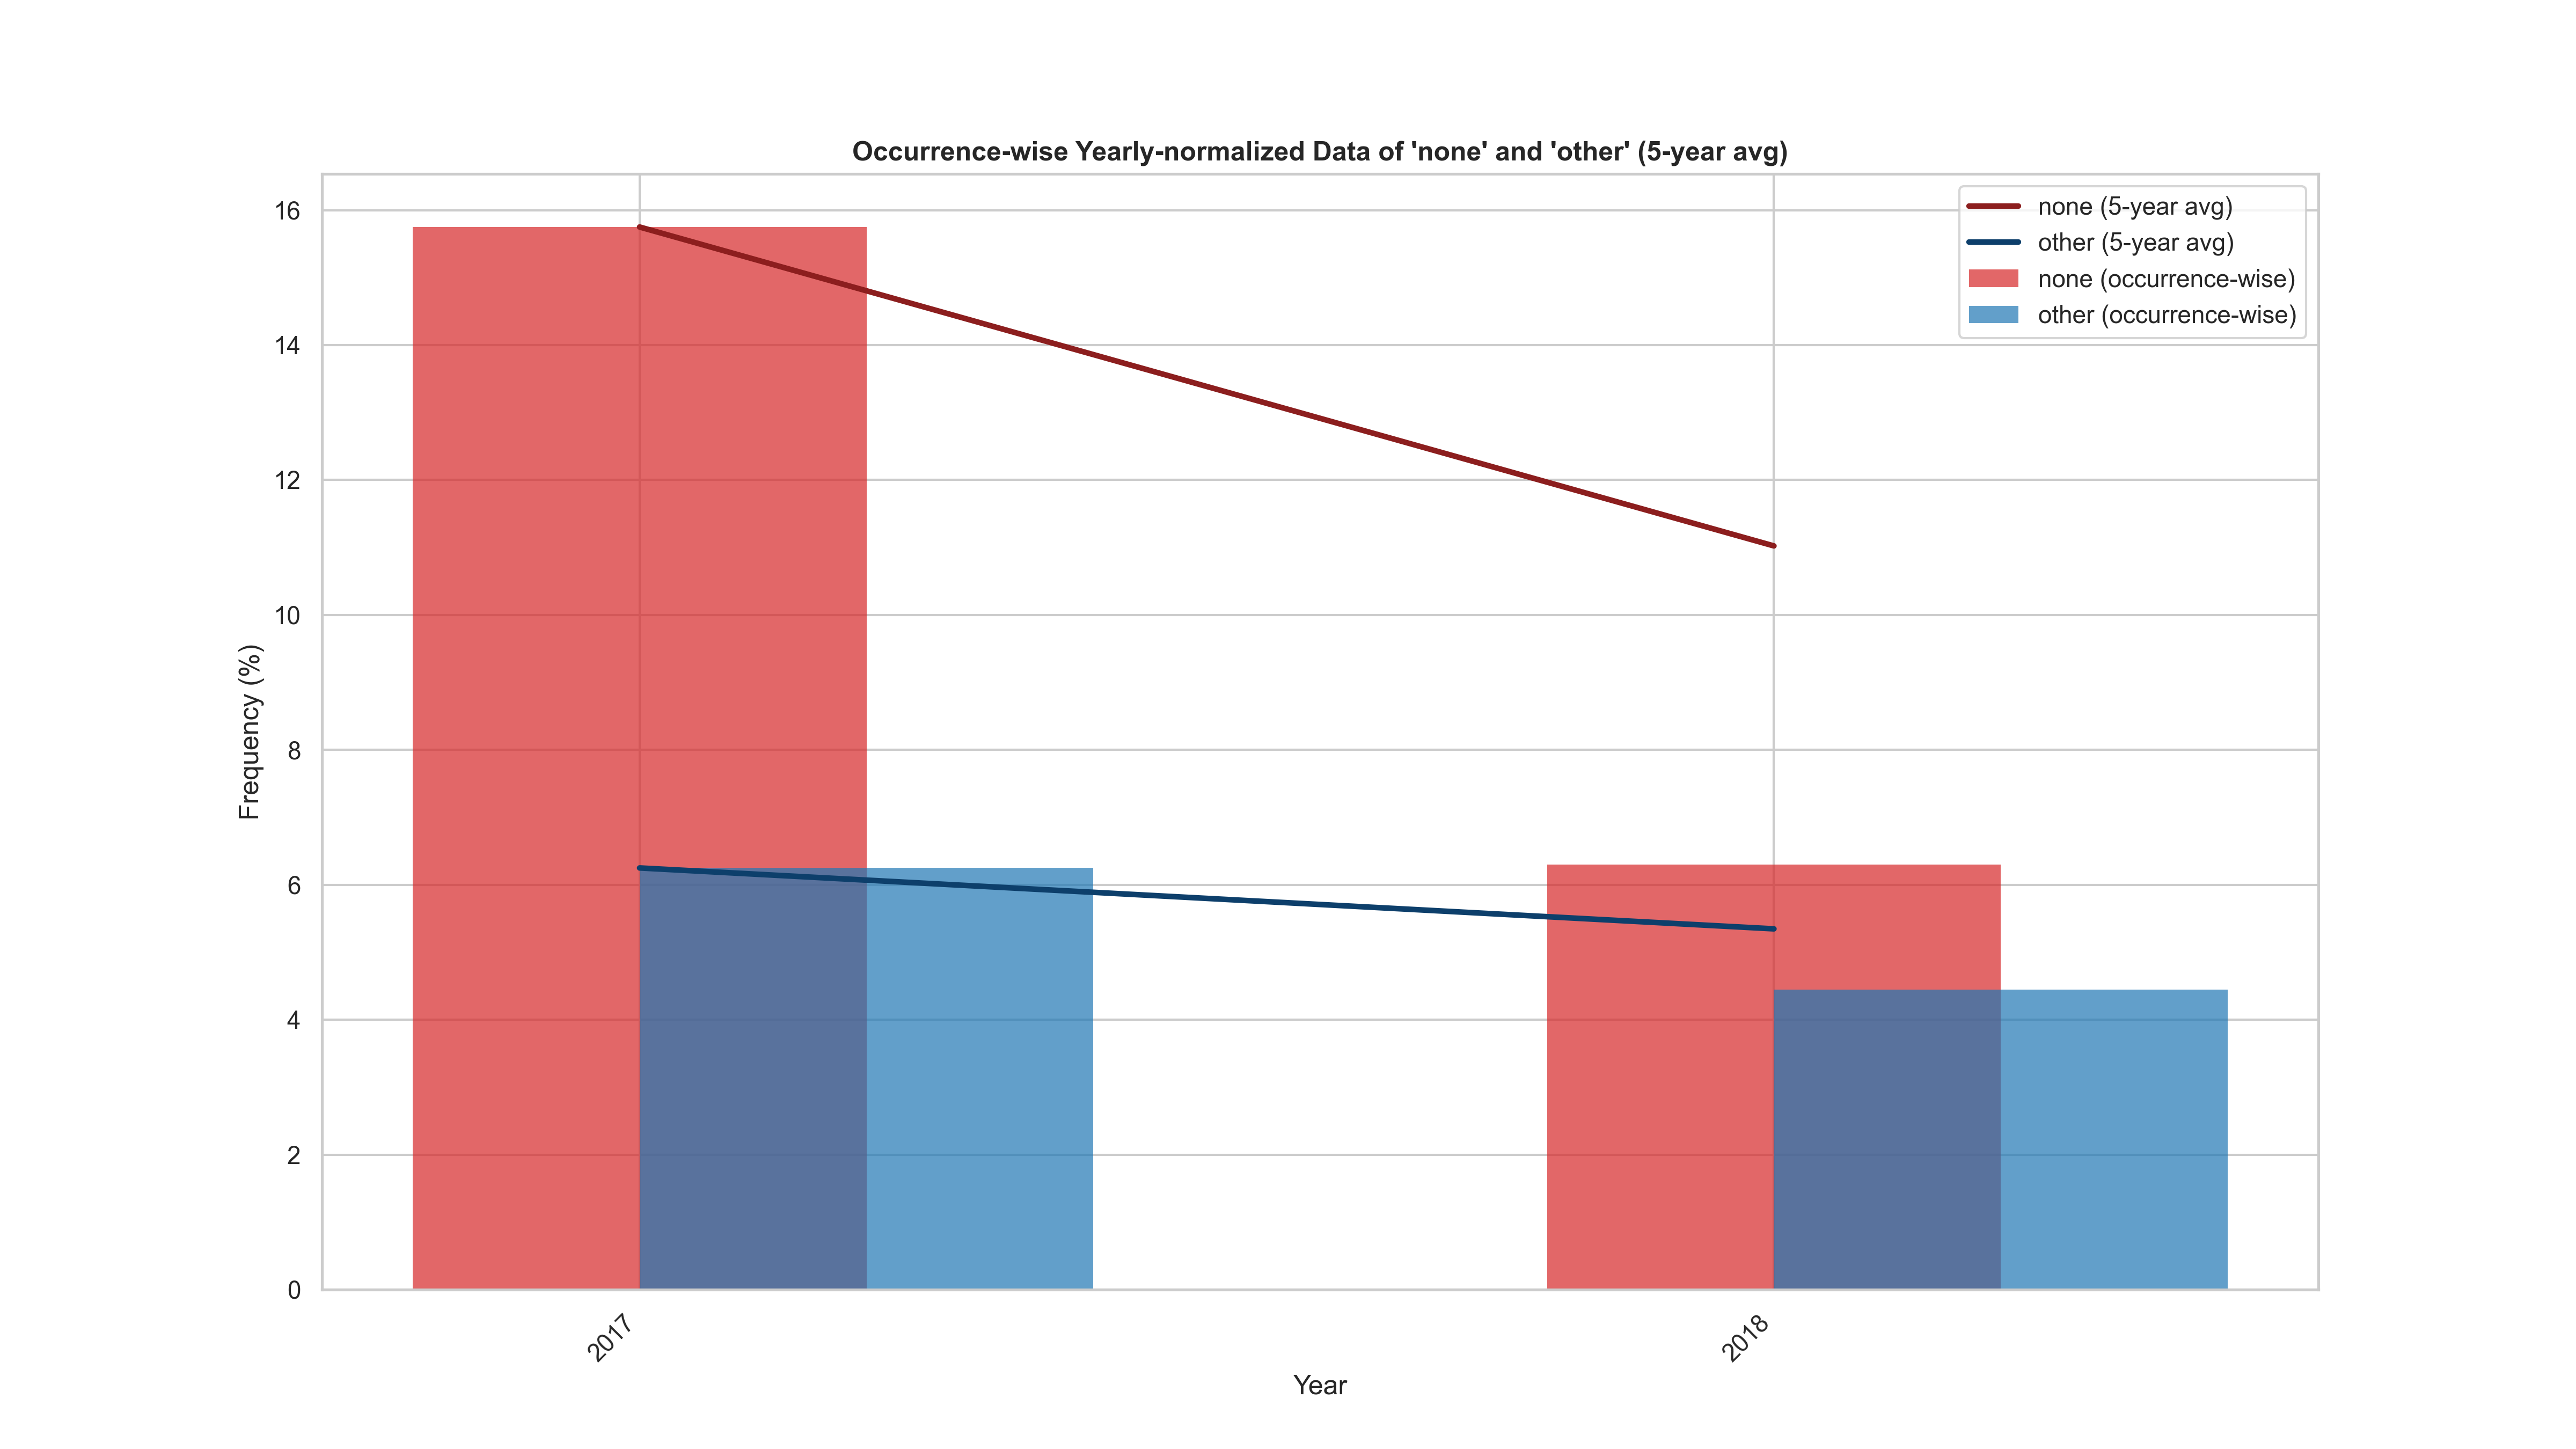 Occurrence-wise Yearly-normalized Data of 'none' and 'other' (5-year avg)
none (5-year avg)
other (5-year avg)
none (occurrence-wise)
other (occurrence-wise)
16
14
12
10
8
6
4
2
0
Frequency (%)
2017
2018
Year